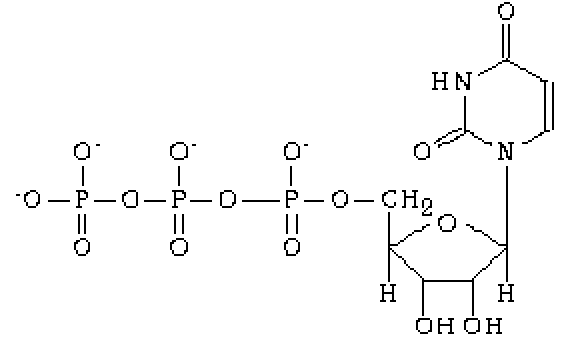 O
HN
O N
O⁻ O⁻ O⁻
⁻O P O P O P O CH₂ O
O O O H H
OH OH